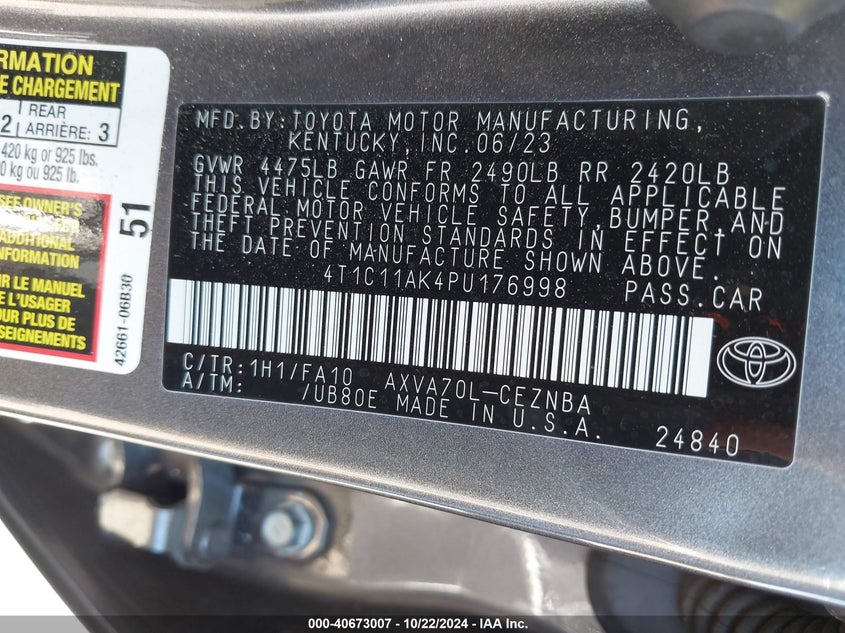 RMATION
E CHARGEMENT
2 | REAR
ARRIÈRE: 3
420 kg or 925 lbs.
0 kg ou 925 lb.
SEE OWNER'S
ADDITIONAL
INFORMATION
R LE MANUEL
E L'USAGER
OUR PLUS DE
SEIGNEMENTS
51
42661-06B30
MFD.BY:TOYOTA MOTOR MANUFACTURING,
KENTUCKY,INC.06/23
GVWR 4475LB GAWR FR 2490LB RR 2420LB
THIS VEHICLE CONFORMS TO ALL APPLICABLE
FEDERAL MOTOR VEHICLE SAFETY,BUMPER,AND
THEFT PREVENTION STANDARDS IN EFFECT ON
THE DATE OF MANUFACTURE SHOWN ABOVE.
4T1C11AK4PU176998 PASS.CAR
C/TR:1H1/FA10 AXVA70L-CEZNBA
A/TM: /UB80E MADE IN U.S.A.
24840
000-40673007 - 10/22/2024 - IAA Inc.